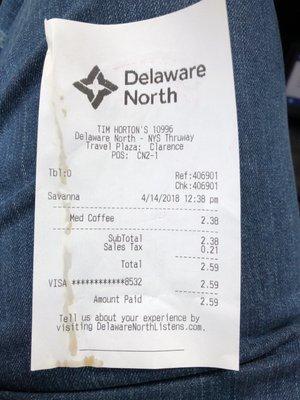 Delaware
North
TIM HORTON'S 10996
Delaware North - NYS Thruway
Travel Plaza: Clarence
POS: CN2-1
Tbl:0 Ref:406901
Chk:406901
Savanna 4/14/2018 12:38 pm
Med Coffee 2.38
SubTotal 2.38
Sales Tax 0.21
Total 2.59
VISA ************8532 2.59
Amount Paid 2.59
Tell us about your experience by
visiting DelawareNorthListens.com.